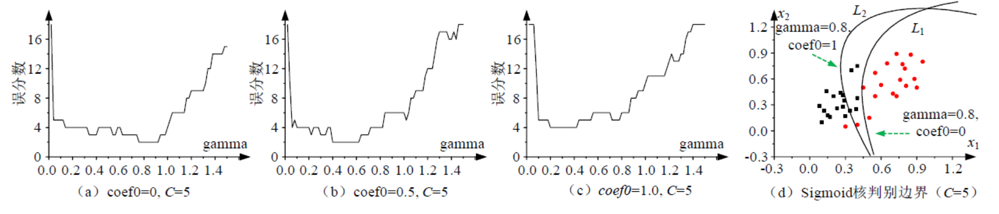 误分数
16
12
8
4
0
gamma
0.0 0.2 0.4 0.6 0.8 1.0 1.2 1.4
（a）coef0=0, C=5
误分数
16
12
8
4
0
gamma
0.0 0.2 0.4 0.6 0.8 1.0 1.2 1.4
（b）coef0=0.5, C=5
误分数
16
12
8
4
0
gamma
0.0 0.2 0.4 0.6 0.8 1.0 1.2 1.4
（c）coef0=1.0, C=5
x2
L2
L1
gamma=0.8,
coef0=1
gamma=0.8,
coef0=0
x1
1.2
0.9
0.6
0.3
0.0
-0.3
-0.3 0.0 0.3 0.6 0.9 1.2
（d）Sigmoid核判别边界（C=5）